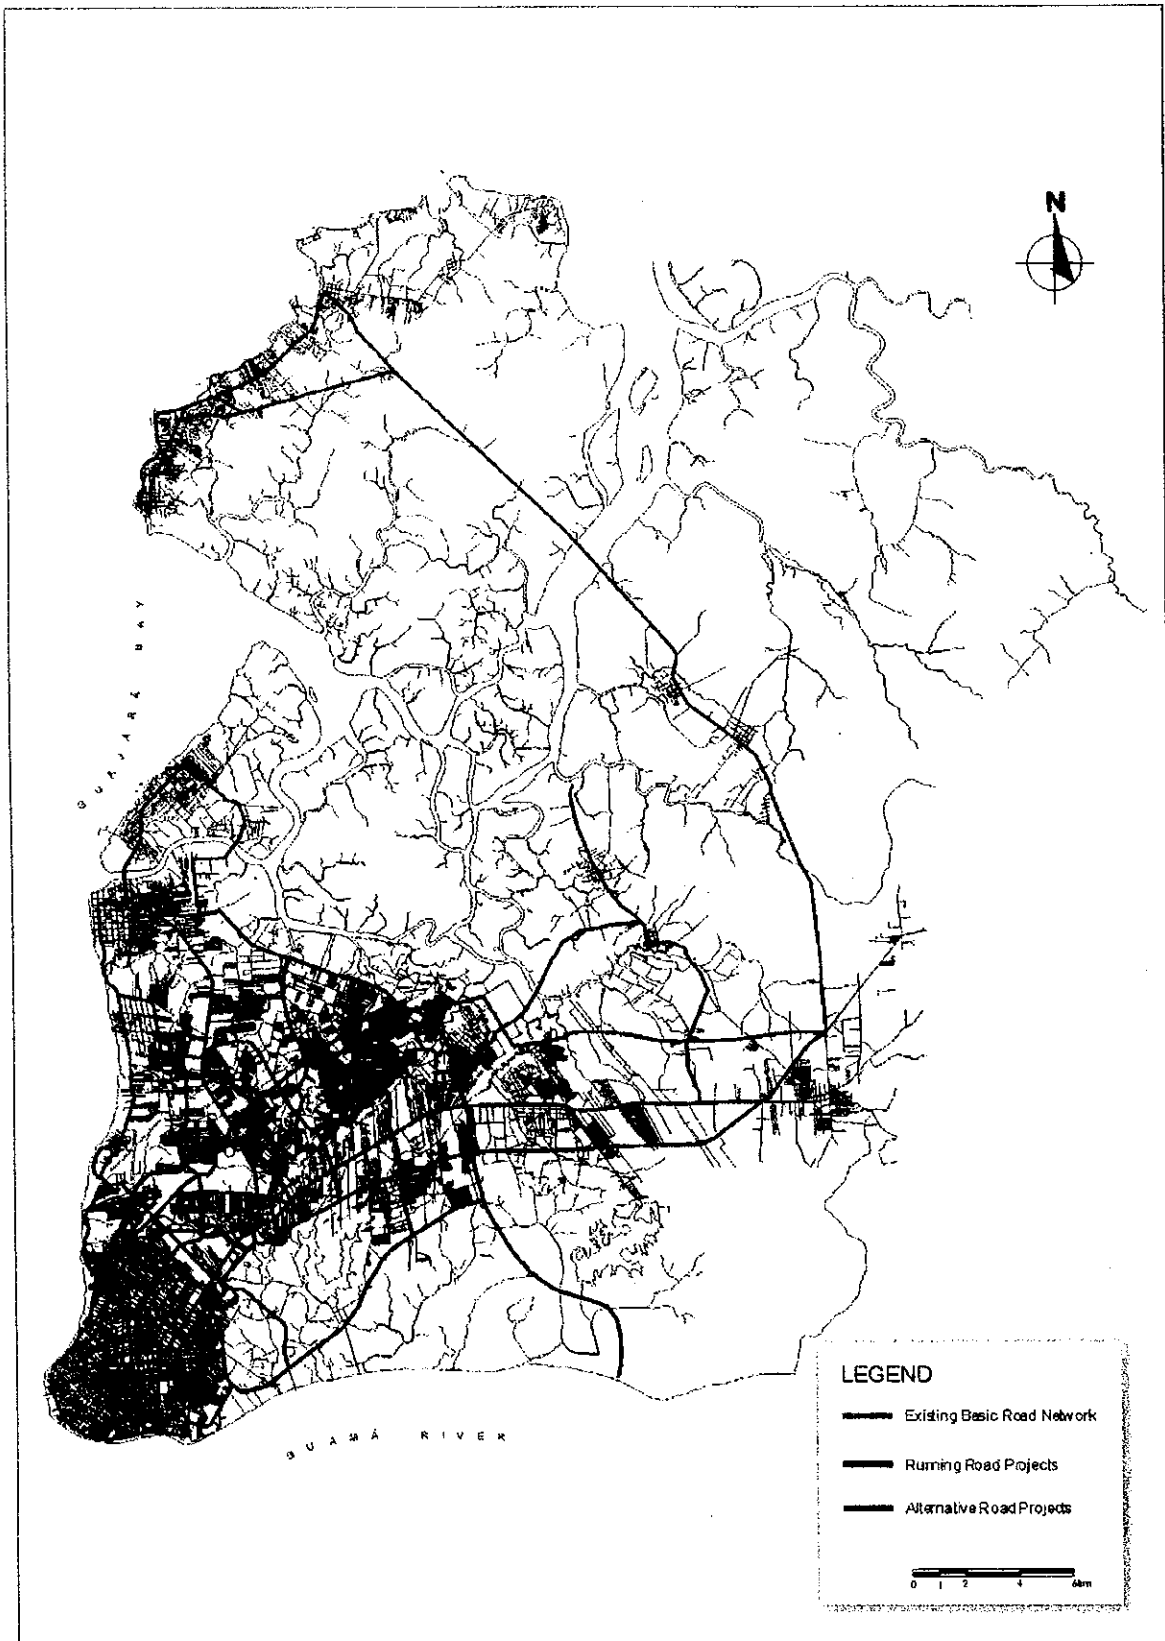 N
GUAJARÁ BAY
GUAMÁ RIVER
LEGEND
Existing Basic Road Network
Running Road Projects
Alternative Road Projects
0 1 2 4 6km